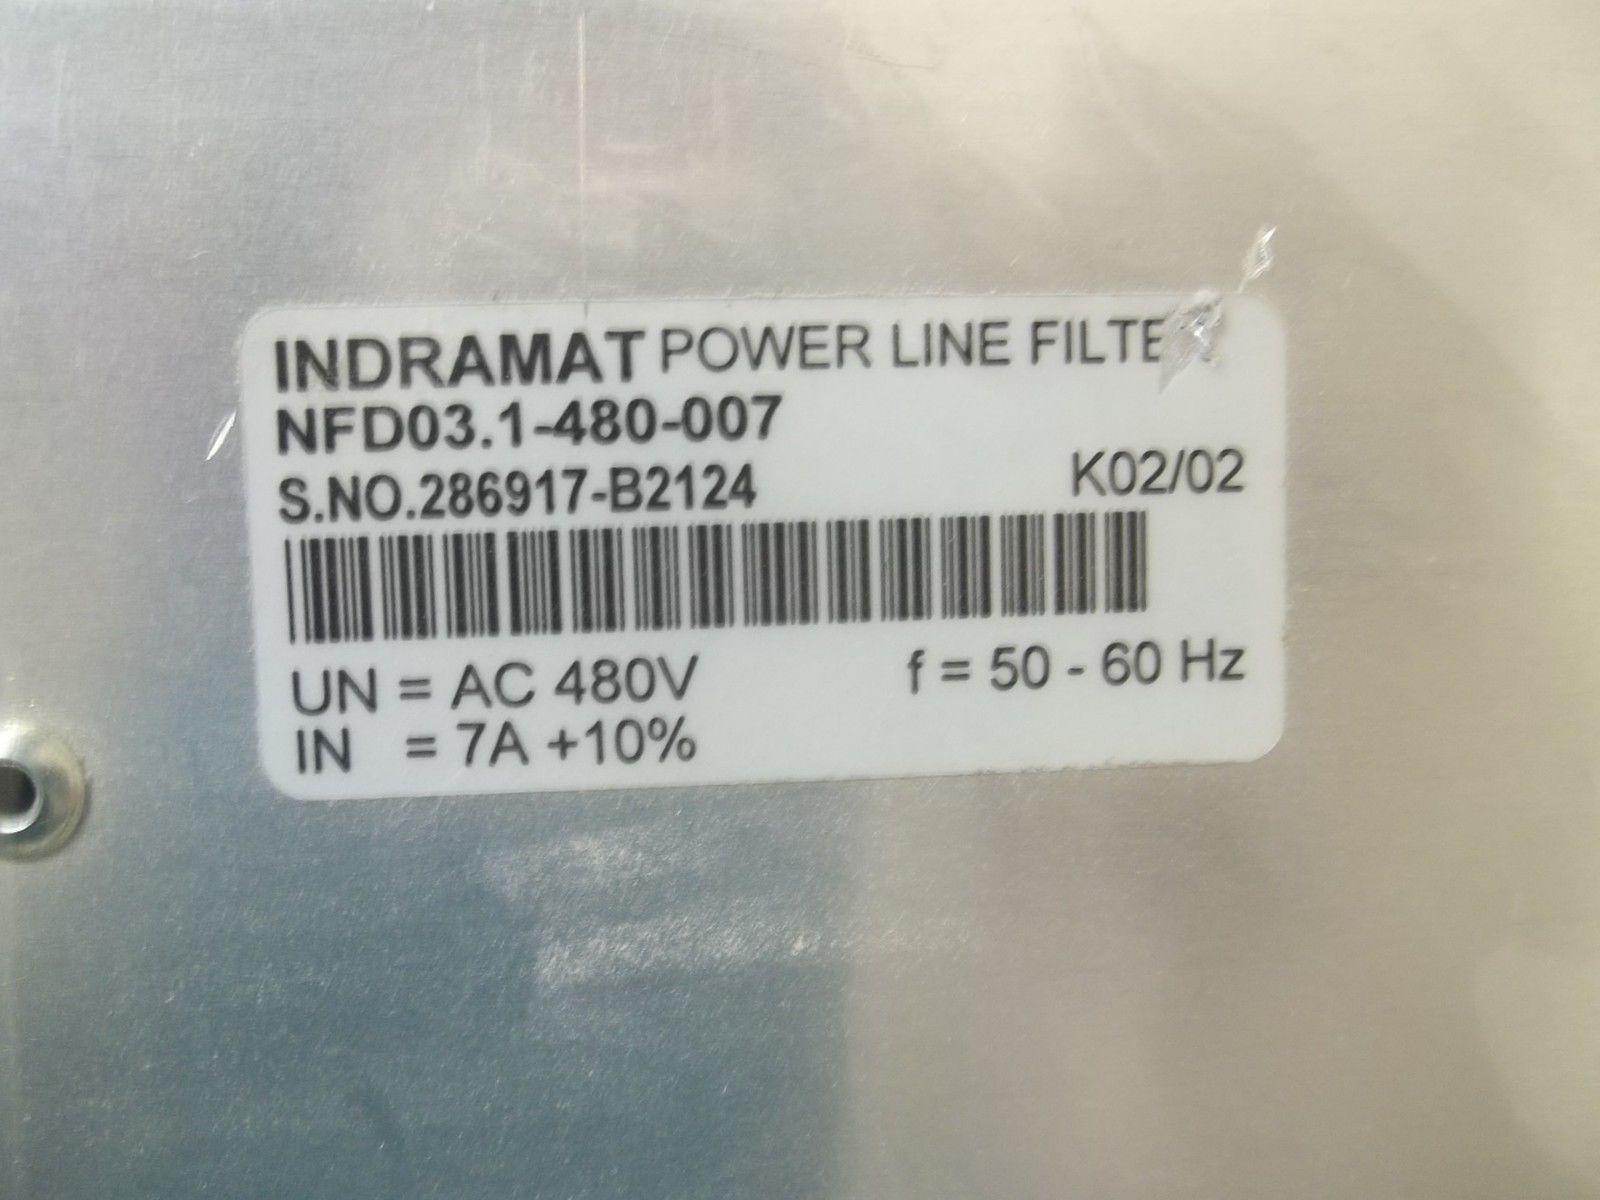 INDRAMAT POWER LINE FILTE
NFD03.1-480-007
S.NO.286917-B2124 K02/02
UN = AC 480V f = 50 - 60 Hz
IN = 7A +10%